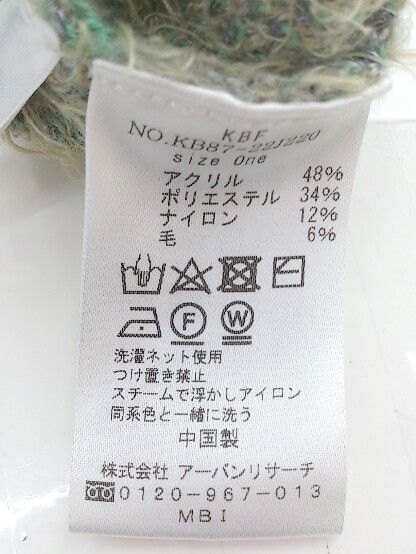 KBF
NO.KB87-22J220
Size One
アクリル 48%
ポリエステル 34%
ナイロン 12%
毛 6%
F W
洗濯ネット使用
つけ置き禁止
スチームで浮かしアイロン
同系色と一緒に洗う
中国製
株式会社 アーバンリサーチ
0120-967-013
MBI